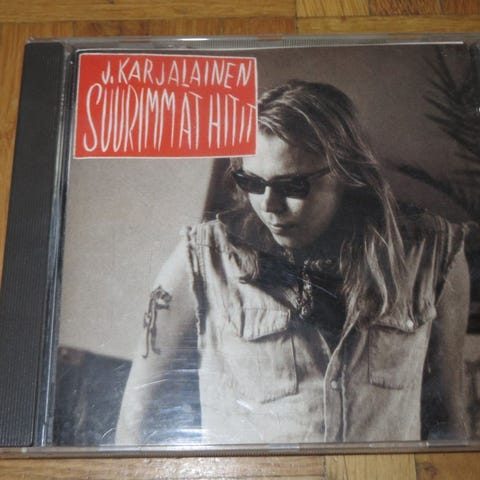 J. KARJALAINEN
SUURIMMAT HITIT